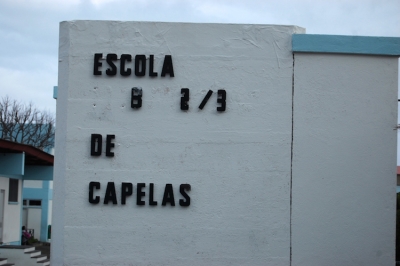 ESCOLA
B 2/3
DE
CAPELAS